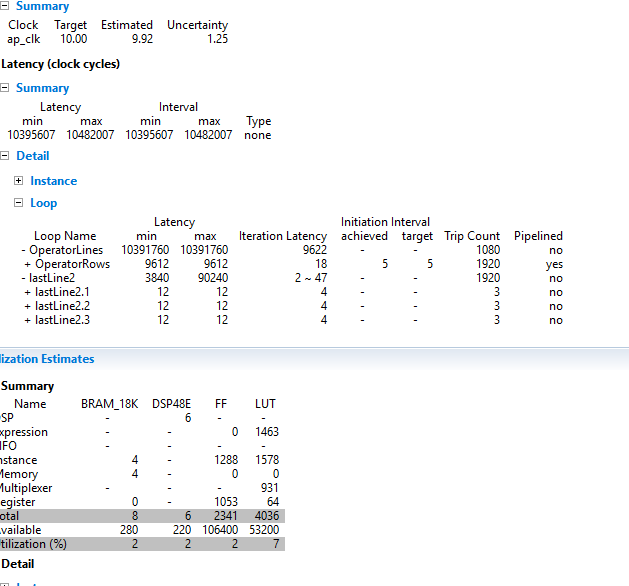 Summary
Clock Target Estimated Uncertainty
ap_clk 10.00 9.92 1.25
Latency (clock cycles)
Summary
Latency Interval
min max min max Type
10395607 10482007 10395607 10482007 none
Detail
Instance
Loop
Latency Initiation Interval
Loop Name min max Iteration Latency achieved target Trip Count Pipelined
- OperatorLines 10391760 10391760 9622 - - 1080 no
+ OperatorRows 9612 9612 18 5 5 1920 yes
- lastLine2 3840 90240 2 ~ 47 - - 1920 no
+ lastLine2.1 12 12 4 - - 3 no
+ lastLine2.2 12 12 4 - - 3 no
+ lastLine2.3 12 12 4 - - 3 no
lization Estimates
Summary
Name BRAM_18K DSP48E FF LUT
SP - 6 - -
xpression - - 0 1463
IFO - - - -
nstance 4 - 1288 1578
Memory 4 - 0 0
Multiplexer - - - 931
egister 0 - 1053 64
otal 8 6 2341 4036
vailable 280 220 106400 53200
tilization (%) 2 2 2 7
Detail